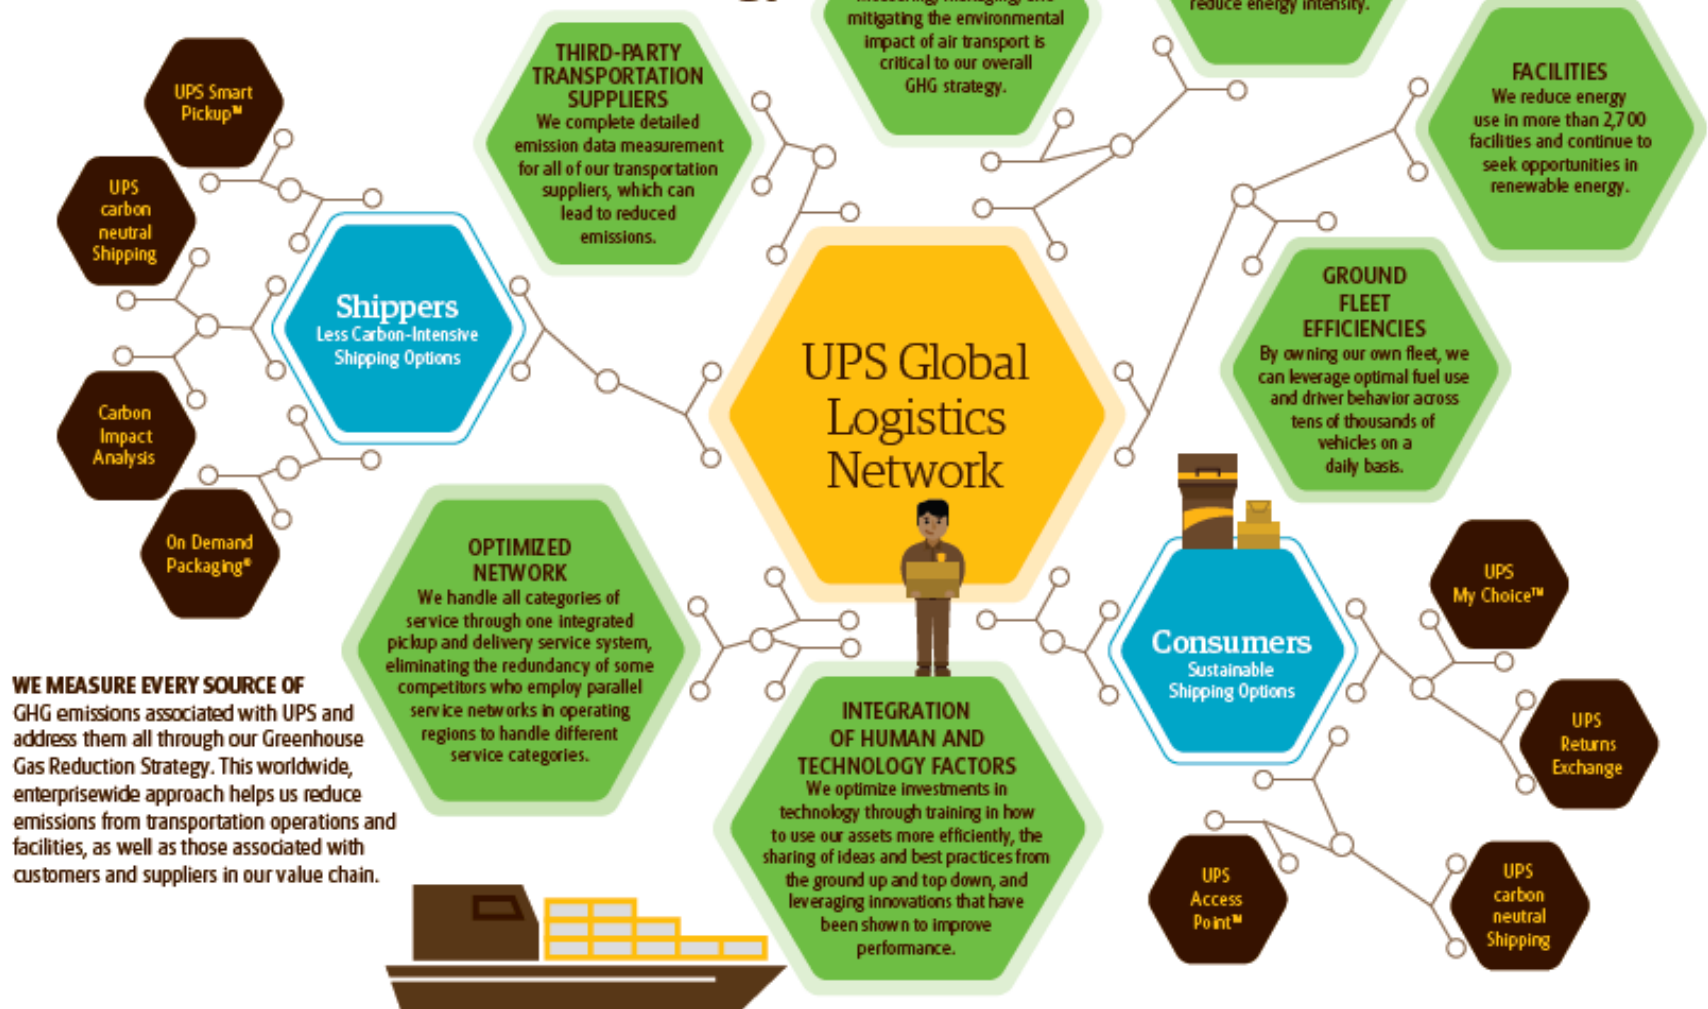 mitigating the environmental
impact of air transport is
critical to our overall
GHG strategy.
reduce energy intensity.
THIRD-PARTY
TRANSPORTATION
SUPPLIERS
We complete detailed
emission data measurement
for all of our transportation
suppliers, which can
lead to reduced
emissions.
FACILITIES
We reduce energy
use in more than 2,700
facilities and continue to
seek opportunities in
renewable energy.
UPS Smart
Pickup™
UPS
carbon
neutral
Shipping
Shippers
Less Carbon-Intensive
Shipping Options
Carbon
Impact
Analysis
On Demand
Packaging®
UPS Global
Logistics
Network
GROUND
FLEET
EFFICIENCIES
By owning our own fleet, we
can leverage optimal fuel use
and driver behavior across
tens of thousands of
vehicles on a
daily basis.
OPTIMIZED
NETWORK
We handle all categories of
service through one integrated
pickup and delivery service system,
eliminating the redundancy of some
competitors who employ parallel
service networks in operating
regions to handle different
service categories.
Consumers
Sustainable
Shipping Options
UPS
My Choice™
UPS
Returns
Exchange
UPS
Access
Point™
UPS
carbon
neutral
Shipping
INTEGRATION
OF HUMAN AND
TECHNOLOGY FACTORS
We optimize investments in
technology through training in how
to use our assets more efficiently, the
sharing of ideas and best practices from
the ground up and top down, and
leveraging innovations that have
been shown to improve
performance.
WE MEASURE EVERY SOURCE OF
GHG emissions associated with UPS and
address them all through our Greenhouse
Gas Reduction Strategy. This worldwide,
enterprisewide approach helps us reduce
emissions from transportation operations and
facilities, as well as those associated with
customers and suppliers in our value chain.